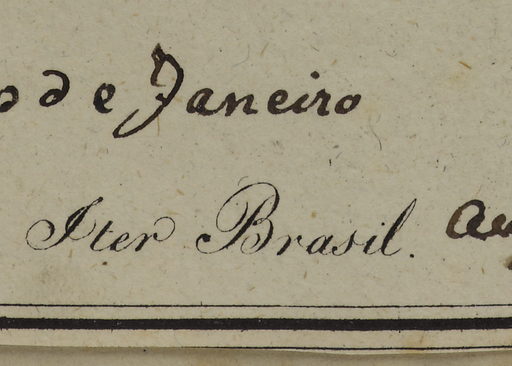 de Janeiro
Iter Brasil.